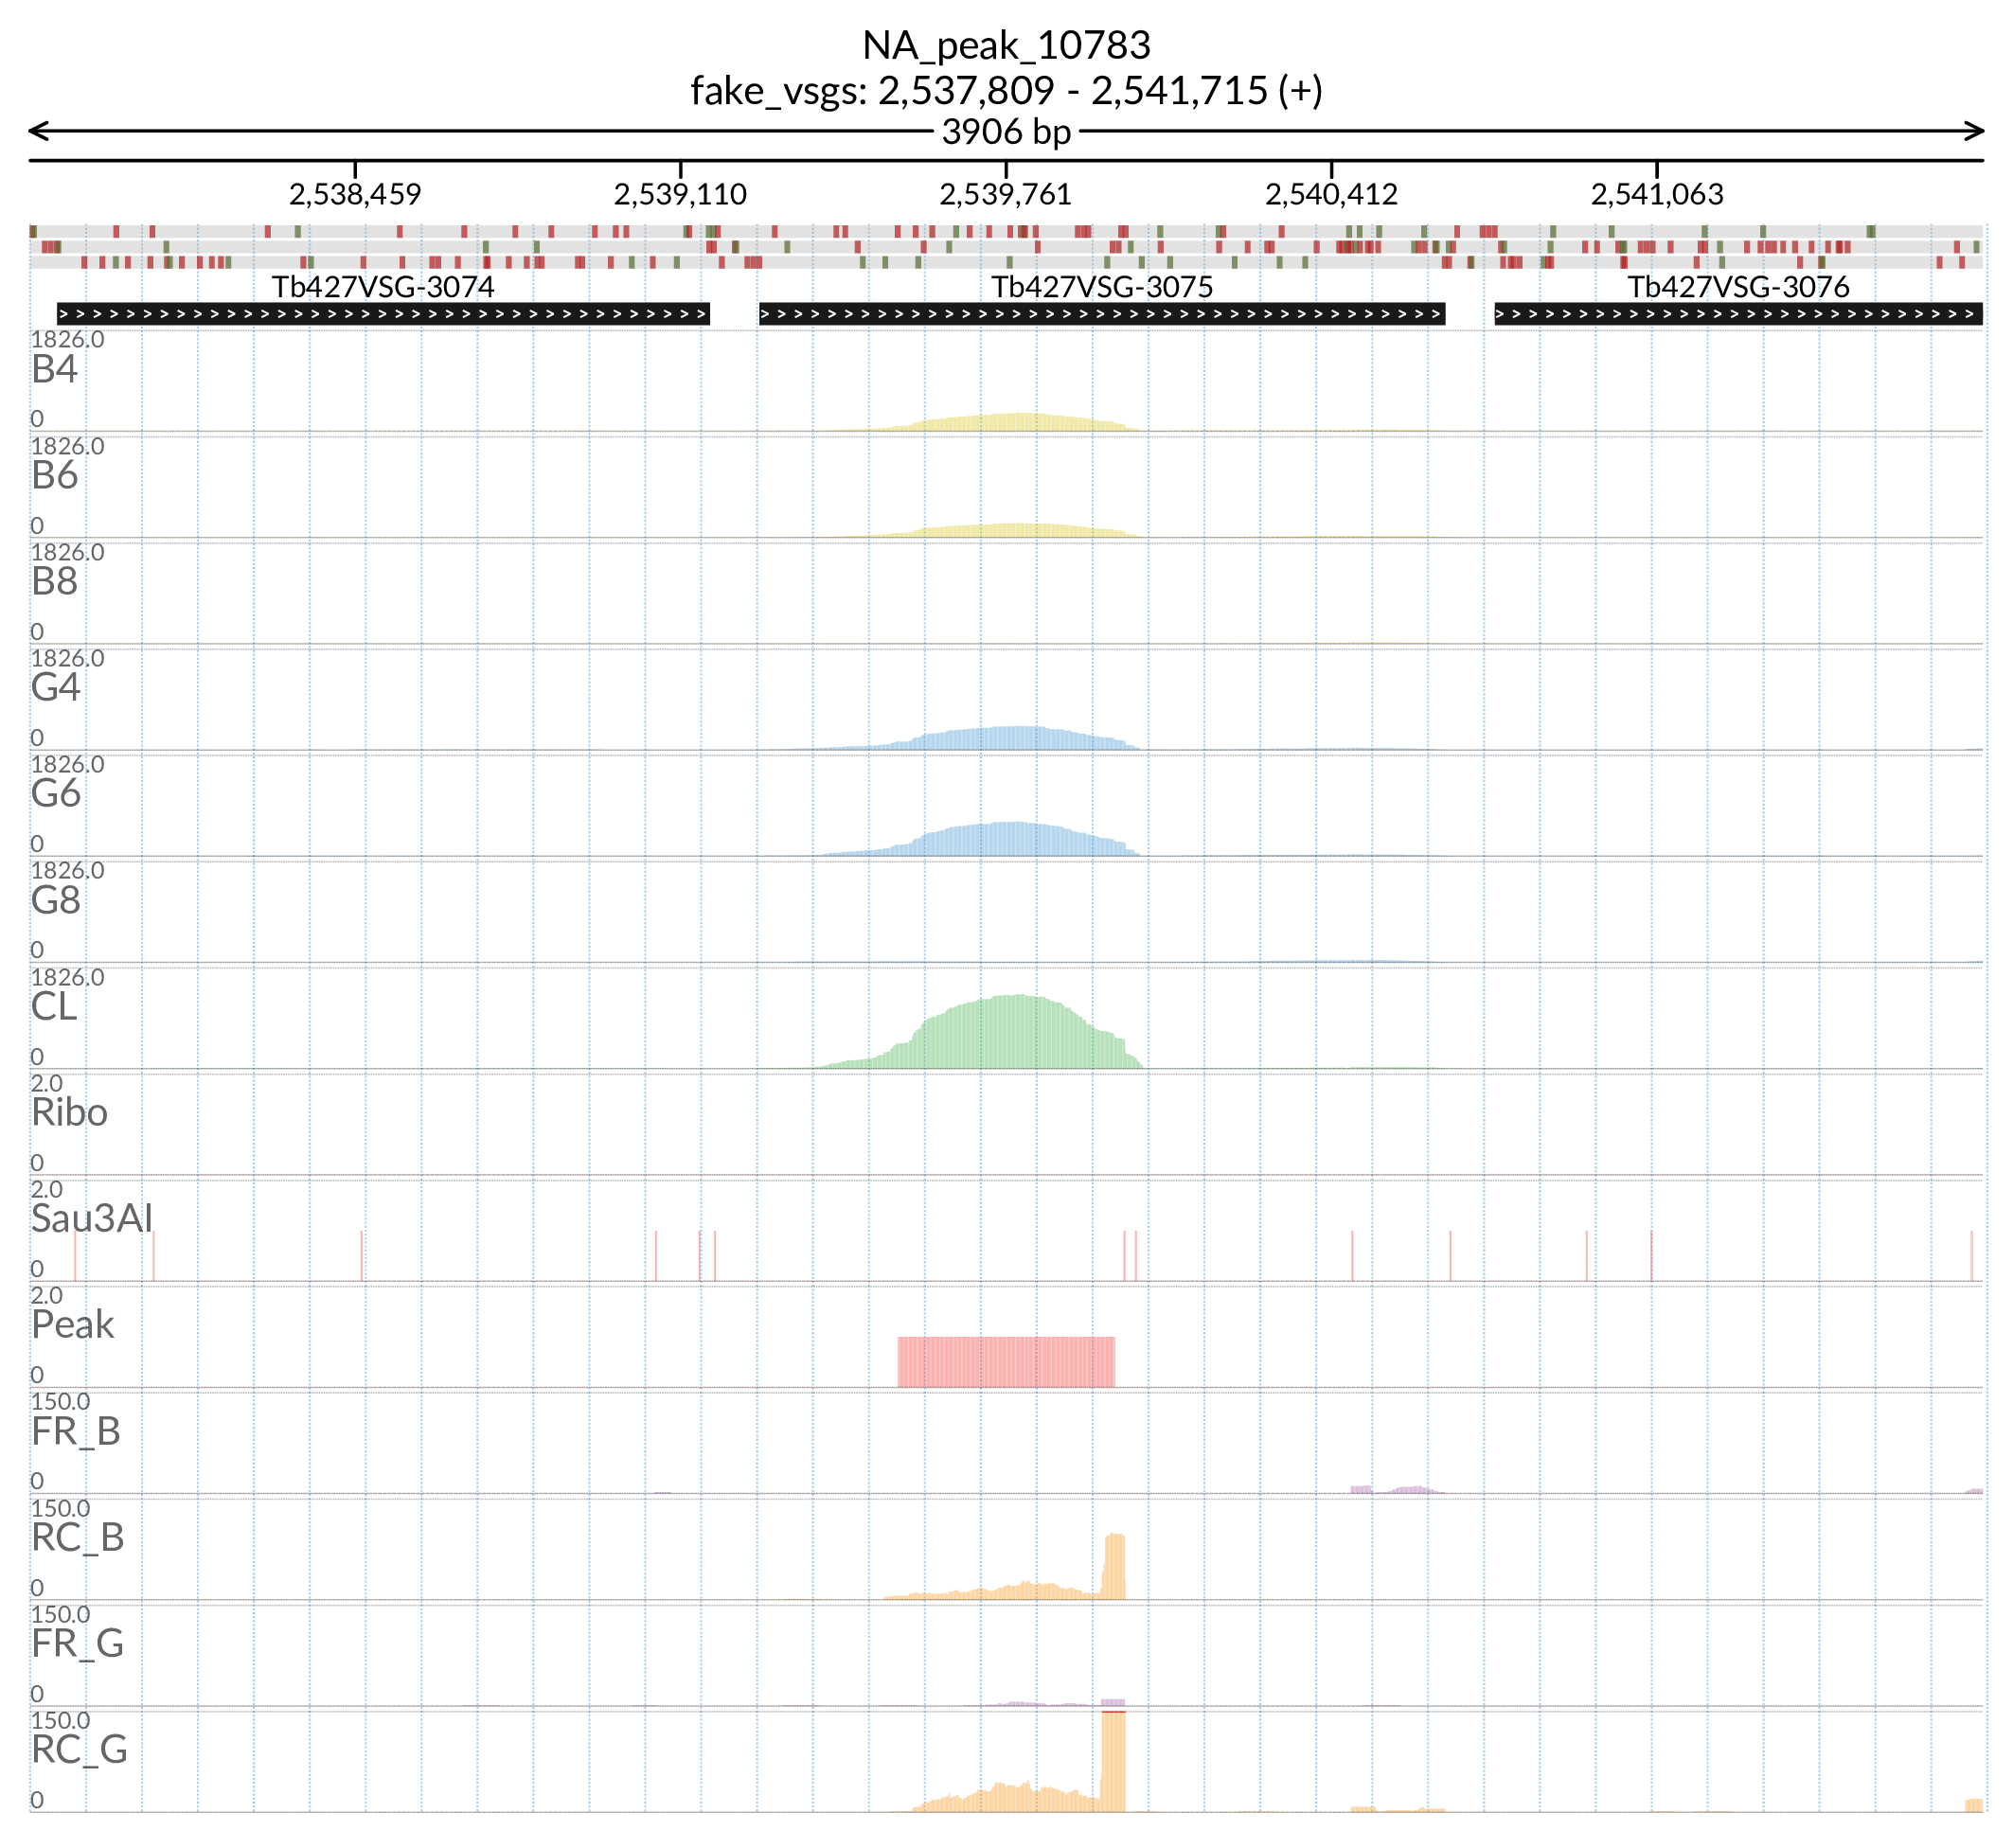 NA_peak_10783
fake_vsgs: 2,537,809 - 2,541,715 (+)
3906 bp
2,538,459 2,539,110 2,539,761 2,540,412 2,541,063
Tb427VSG-3074 Tb427VSG-3075 Tb427VSG-3076
1826.0
B4
0
1826.0
B6
0
1826.0
B8
0
1826.0
G4
0
1826.0
G6
0
1826.0
G8
0
1826.0
CL
0
2.0
Ribo
0
2.0
Sau3AI
0
2.0
Peak
0
150.0
FR_B
0
150.0
RC_B
0
150.0
FR_G
0
150.0
RC_G
0